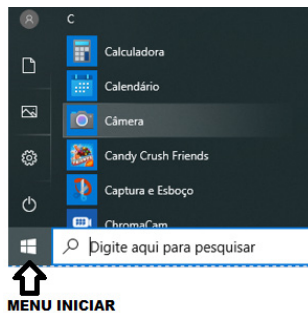 C
Calculadora
Calendário
Câmera
Candy Crush Friends
Captura e Esboço
ChromaCam
Digite aqui para pesquisar
MENU INICIAR